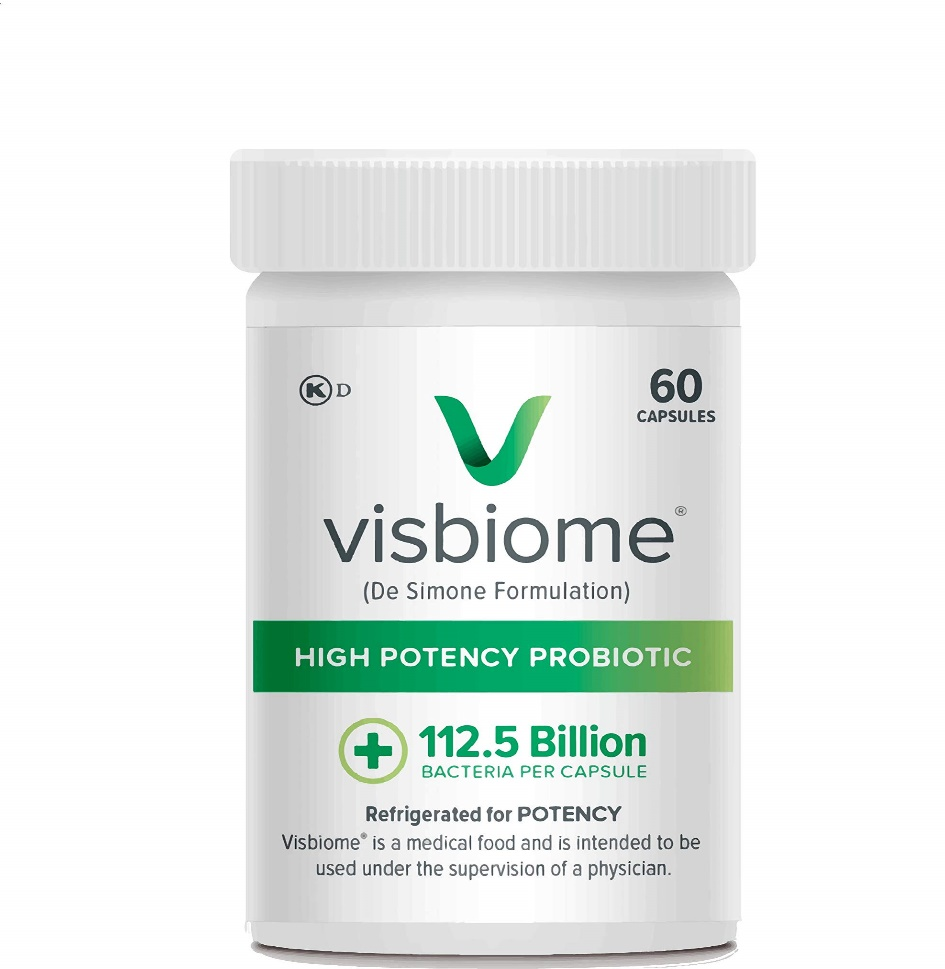 K D
60
CAPSULES
visbiome®
(De Simone Formulation)
HIGH POTENCY PROBIOTIC
112.5 Billion
BACTERIA PER CAPSULE
Refrigerated for POTENCY
Visbiome® is a medical food and is intended to be
used under the supervision of a physician.